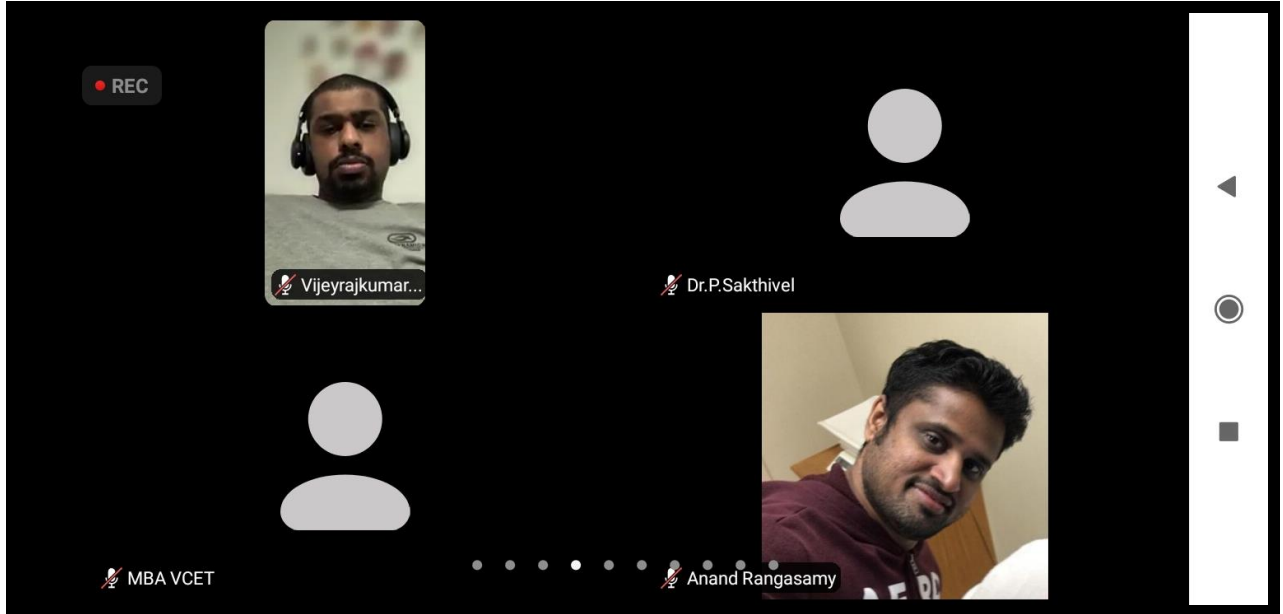 REC
Vijeyrajkumar...
Dr.P.Sakthivel
MBA VCET
Anand Rangasamy